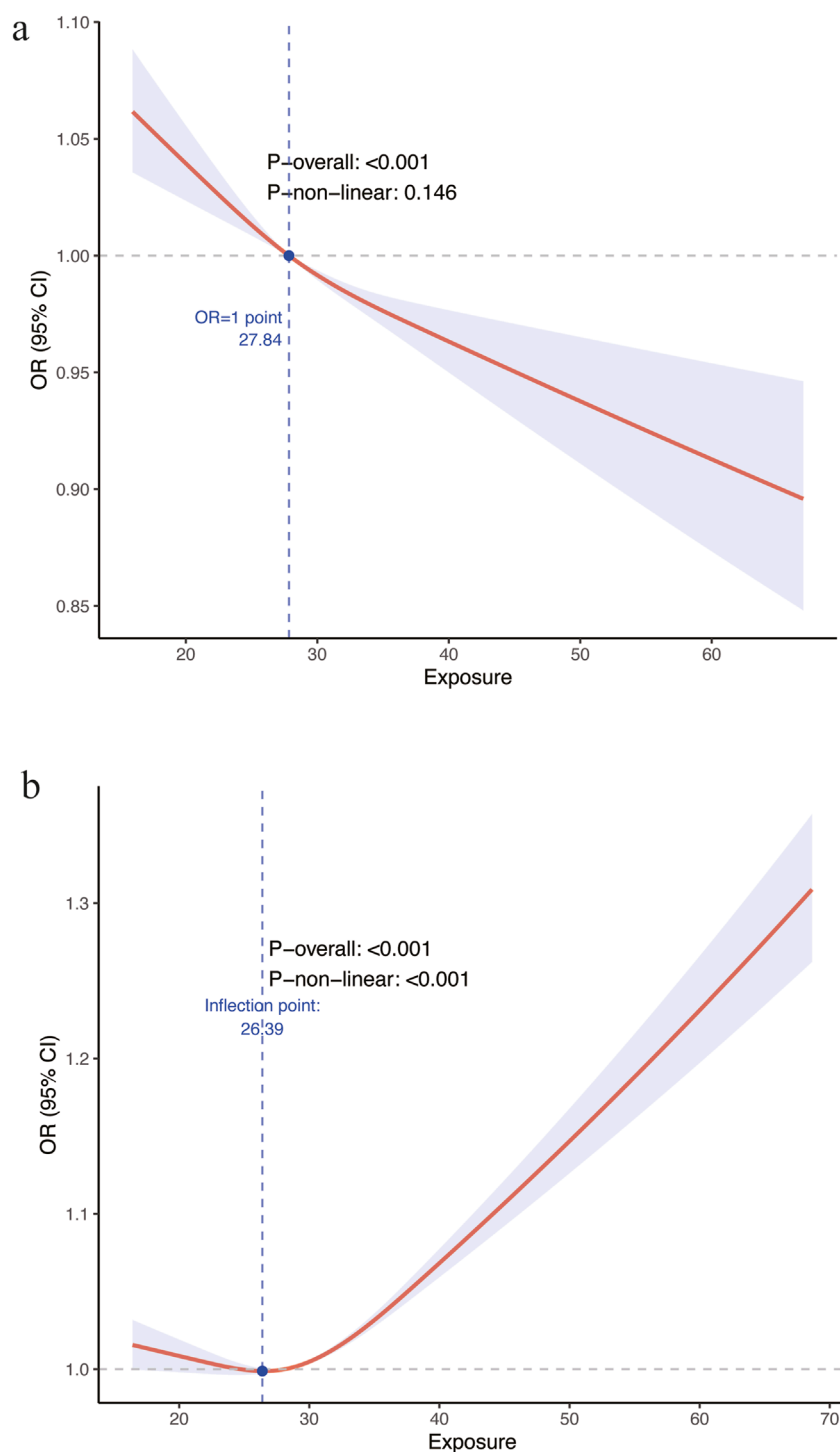 a
1.10
1.05
1.00
0.95
0.90
0.85
OR (95% CI)
P−overall: <0.001
P−non−linear: 0.146
OR=1 point
27.84
20 30 40 50 60
Exposure
b
1.3
1.2
1.1
1.0
OR (95% CI)
P−overall: <0.001
P−non−linear: <0.001
Inflection point:
26.39
20 30 40 50 60 70
Exposure